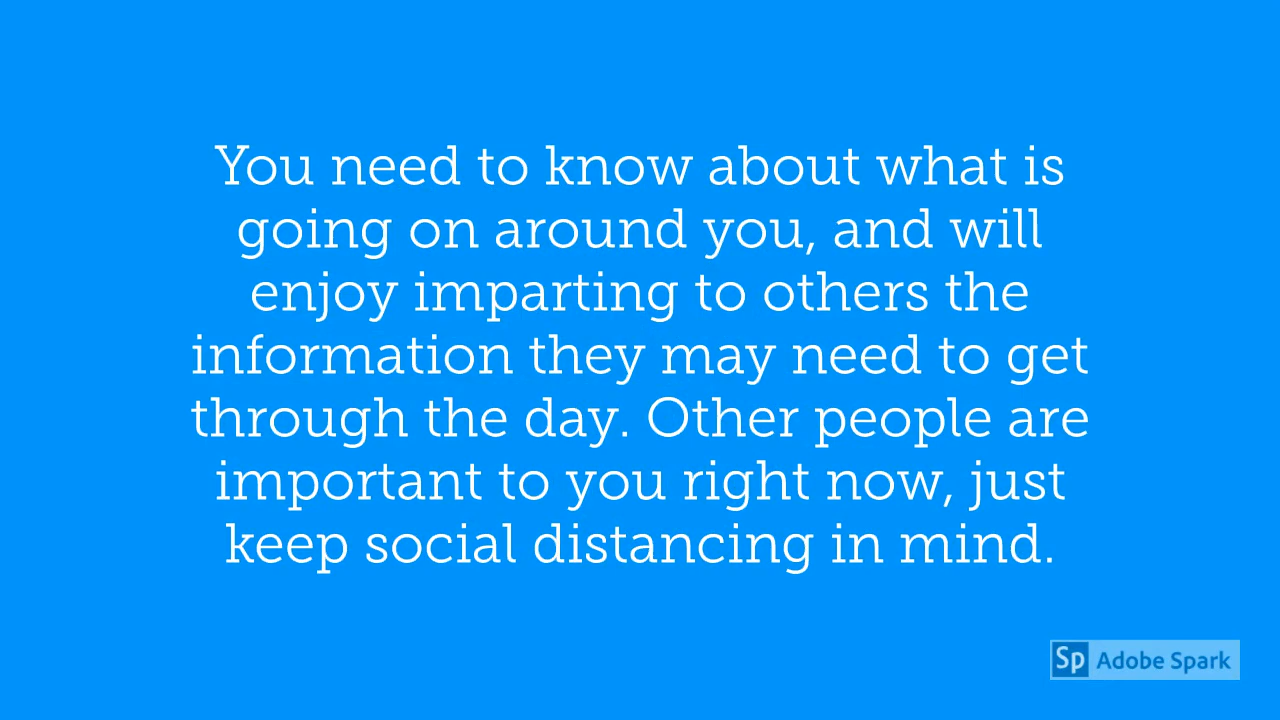 You need to know about what is
going on around you, and will
enjoy imparting to others the
information they may need to get
through the day. Other people are
important to you right now, just
keep social distancing in mind.
Sp Adobe Spark